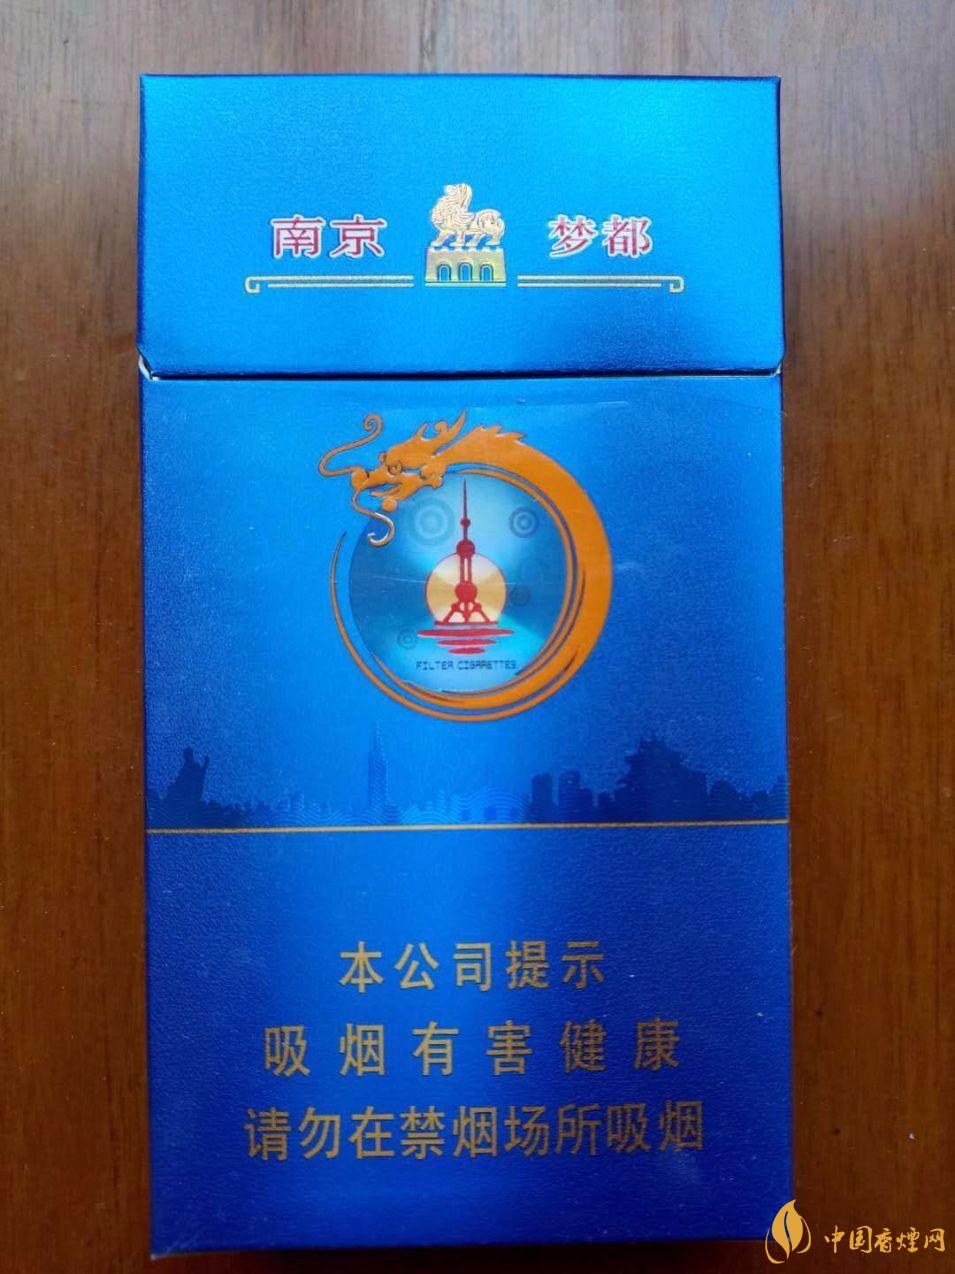 南京 梦都
FILTER CIGARETTES
本公司提示
吸烟有害健康
请勿在禁烟场所吸烟
中国香煙网